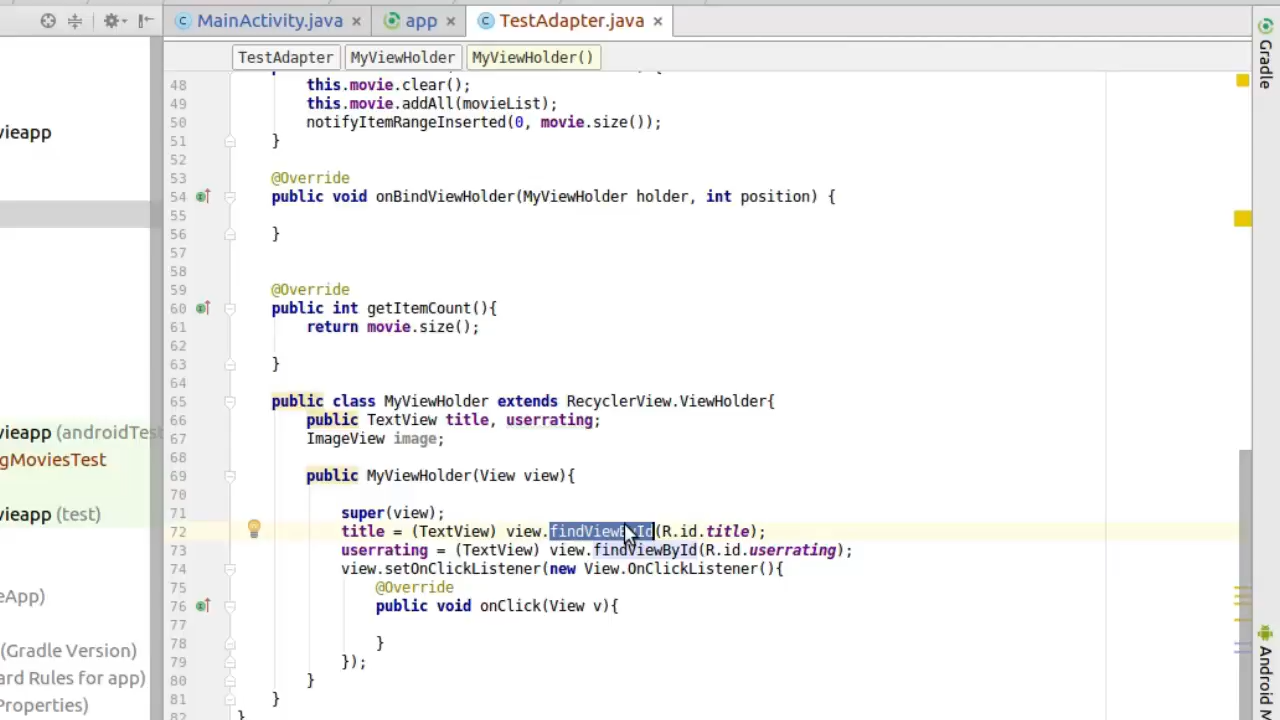 MainActivity.java × app × TestAdapter.java ×
TestAdapter MyViewHolder MyViewHolder()
48 this.movie.clear();
49 this.movie.addAll(movieList);
50 notifyItemRangeInserted(0, movie.size());
51 }
52
53 @Override
54 public void onBindViewHolder(MyViewHolder holder, int position) {
55
56 }
57
58
59 @Override
60 public int getItemCount(){
61 return movie.size();
62
63 }
64
65 public class MyViewHolder extends RecyclerView.ViewHolder{
66 public TextView title, userrating;
67 ImageView image;
68
69 public MyViewHolder(View view){
70
71 super(view);
72 title = (TextView) view.findViewById(R.id.title);
73 userrating = (TextView) view.findViewById(R.id.userrating);
74 view.setOnClickListener(new View.OnClickListener(){
75 @Override
76 public void onClick(View v){
77
78 }
79 });
80 }
81 }
82 }
vieapp
vieapp (androidTest
gMoviesTest
vieapp (test)
eApp)
(Gradle Version)
ard Rules for app)
Properties)
Gradle
Android M